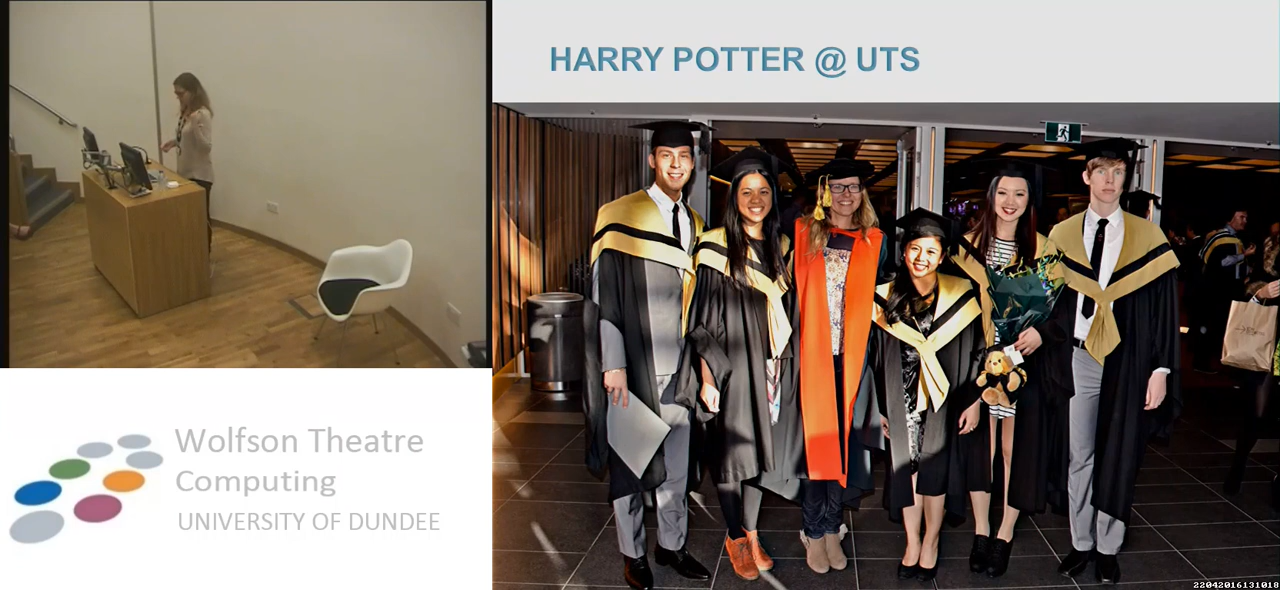 HARRY POTTER @ UTS
Wolfson Theatre
Computing
UNIVERSITY OF DUNDEE
22042016131018